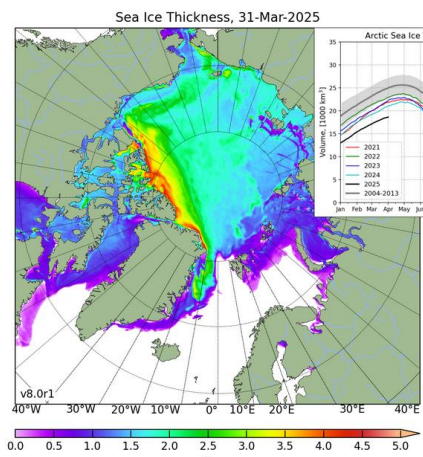 Sea Ice Thickness, 31-Mar-2025
Arctic Sea Ice
Volume, [1000 km³]
35
30
25
20
15
10
5
0
2021
2022
2023
2024
2025
2004-2013
Jan Feb Mar Apr May Jun
v8.0r1
40°W 30°W 20°W 10°W 0° 10°E 20°E 30°E 40°E
0.0 0.5 1.0 1.5 2.0 2.5 3.0 3.5 4.0 4.5 5.0